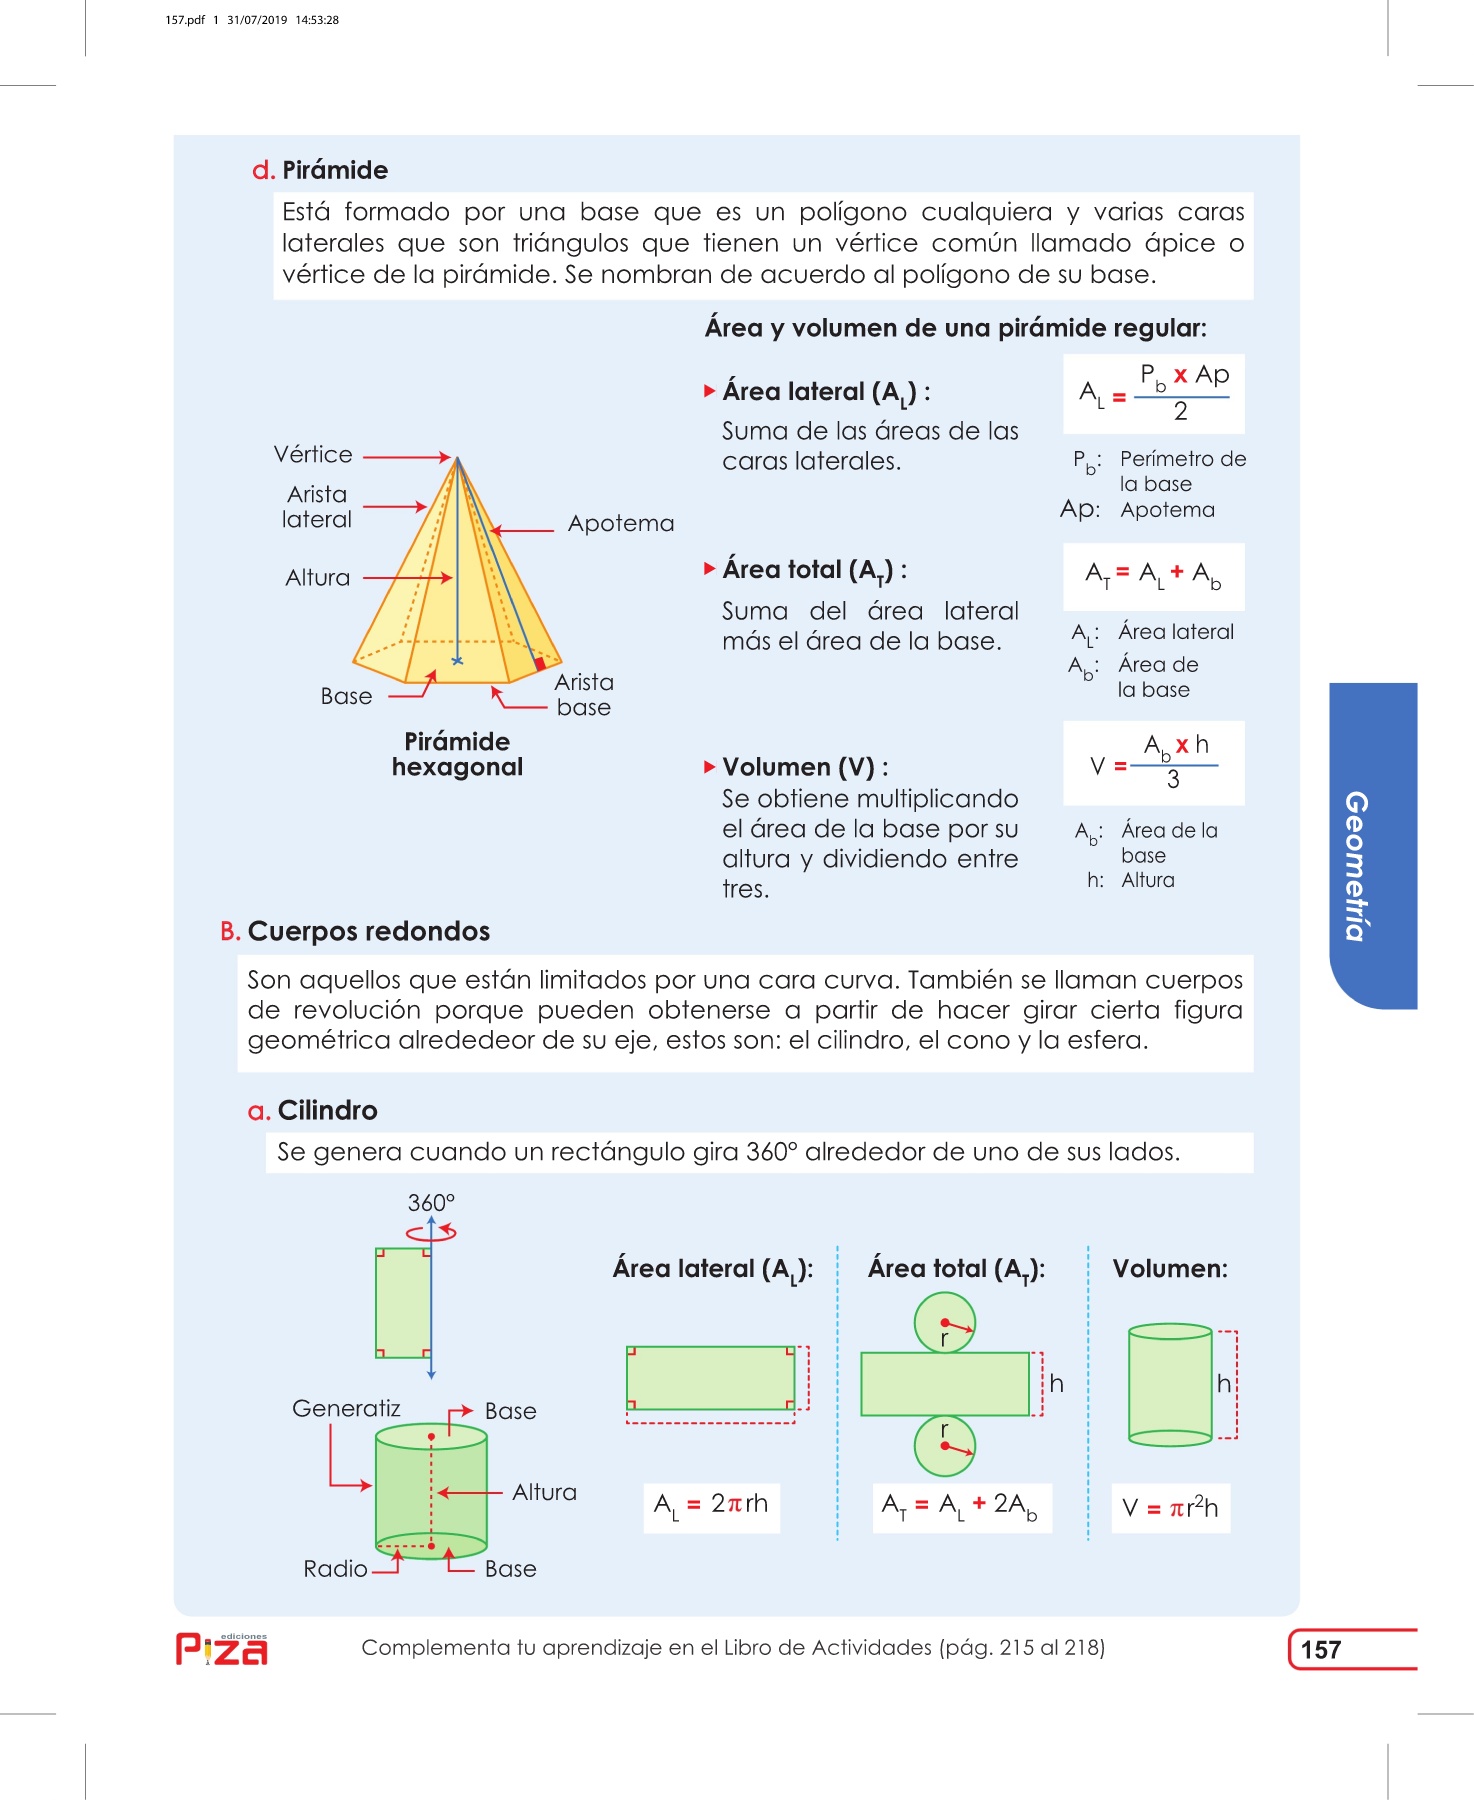 157.pdf 1 31/07/2019 14:53:28
d. Pirámide
Está formado por una base que es un polígono cualquiera y varias caras
laterales que son triángulos que tienen un vértice común llamado ápice o
vértice de la pirámide. Se nombran de acuerdo al polígono de su base.
Vértice
Arista
lateral
Apotema
Altura
Base
Arista
base
Pirámide
hexagonal
Área y volumen de una pirámide regular:
Área lateral (A_L) :
Suma de las áreas de las
caras laterales.
A_L = (P_b x Ap)/2
P_b: Perímetro de
la base
Ap: Apotema
Área total (A_T) :
Suma del área lateral
más el área de la base.
A_T = A_L + A_b
A_L: Área lateral
A_b: Área de
la base
Volumen (V) :
Se obtiene multiplicando
el área de la base por su
altura y dividiendo entre
tres.
V = (A_b x h)/3
A_b: Área de la
base
h: Altura
Geometría
B. Cuerpos redondos
Son aquellos que están limitados por una cara curva. También se llaman cuerpos
de revolución porque pueden obtenerse a partir de hacer girar cierta figura
geométrica alrededeor de su eje, estos son: el cilindro, el cono y la esfera.
a. Cilindro
Se genera cuando un rectángulo gira 360° alrededor de uno de sus lados.
360°
Generatiz
Base
Altura
Radio
Base
Área lateral (A_L):
A_L = 2πrh
Área total (A_T):
r
h
r
A_T = A_L + 2A_b
Volumen:
h
V = πr²h
ediciones
Piza
Complementa tu aprendizaje en el Libro de Actividades (pág. 215 al 218)
157